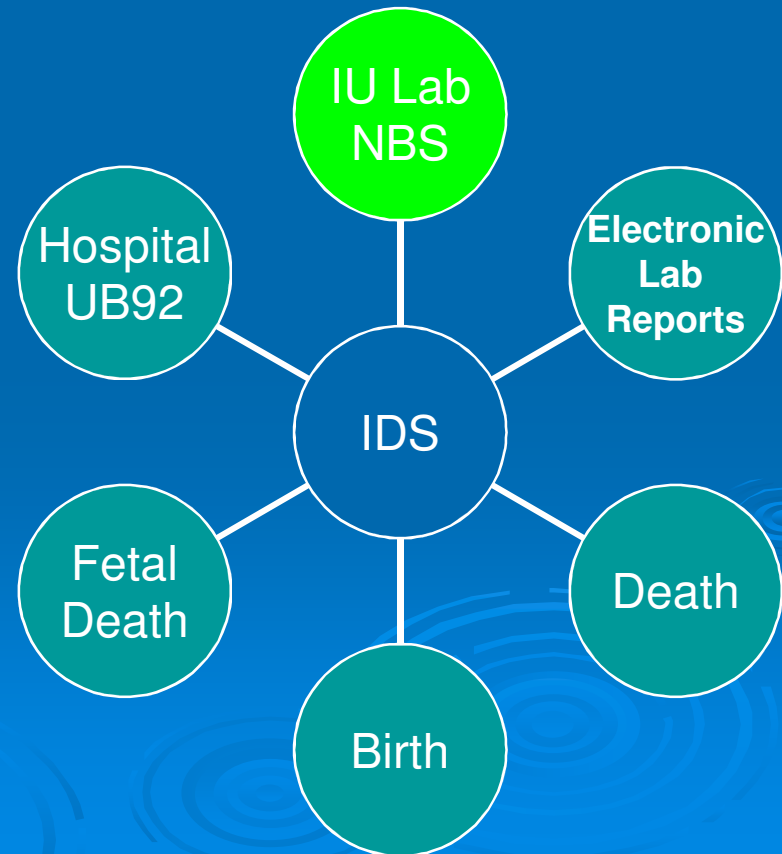 IU Lab
NBS
Hospital
UB92
Electronic
Lab
Reports
IDS
Fetal
Death
Death
Birth